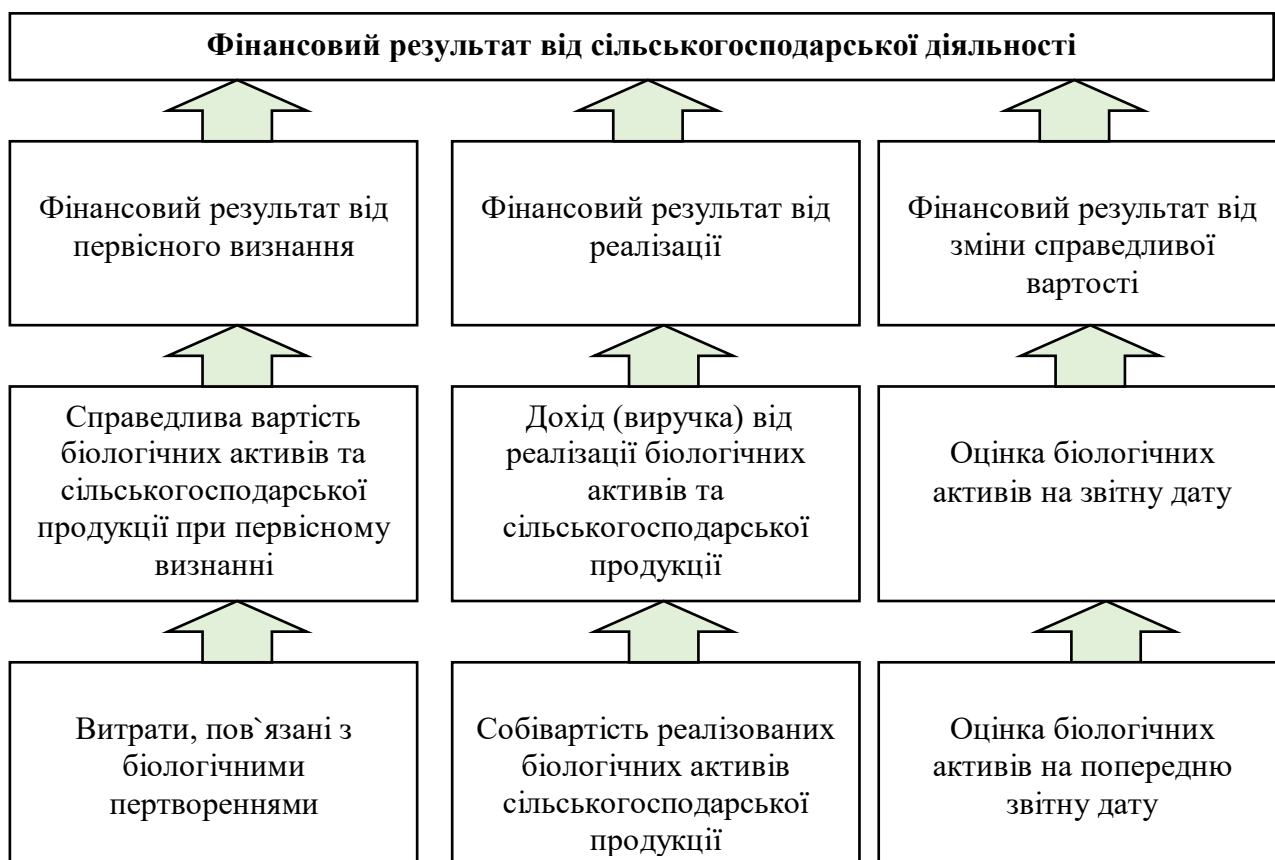 Фінансовий результат від сільськогосподарської діяльності
Фінансовий результат від
первісного визнання
Фінансовий результат від
реалізації
Фінансовий результат від
зміни справедливої
вартості
Справедлива вартість
біологічних активів та
сільськогосподарської
продукції при первісному
визнанні
Дохід (виручка) від
реалізації біологічних
активів та
сільськогосподарської
продукції
Оцінка біологічних
активів на звітну дату
Витрати, пов`язані з
біологічними
пертвореннями
Собівартість реалізованих
біологічних активів
сільськогосподарської
продукції
Оцінка біологічних
активів на попередню
звітну дату